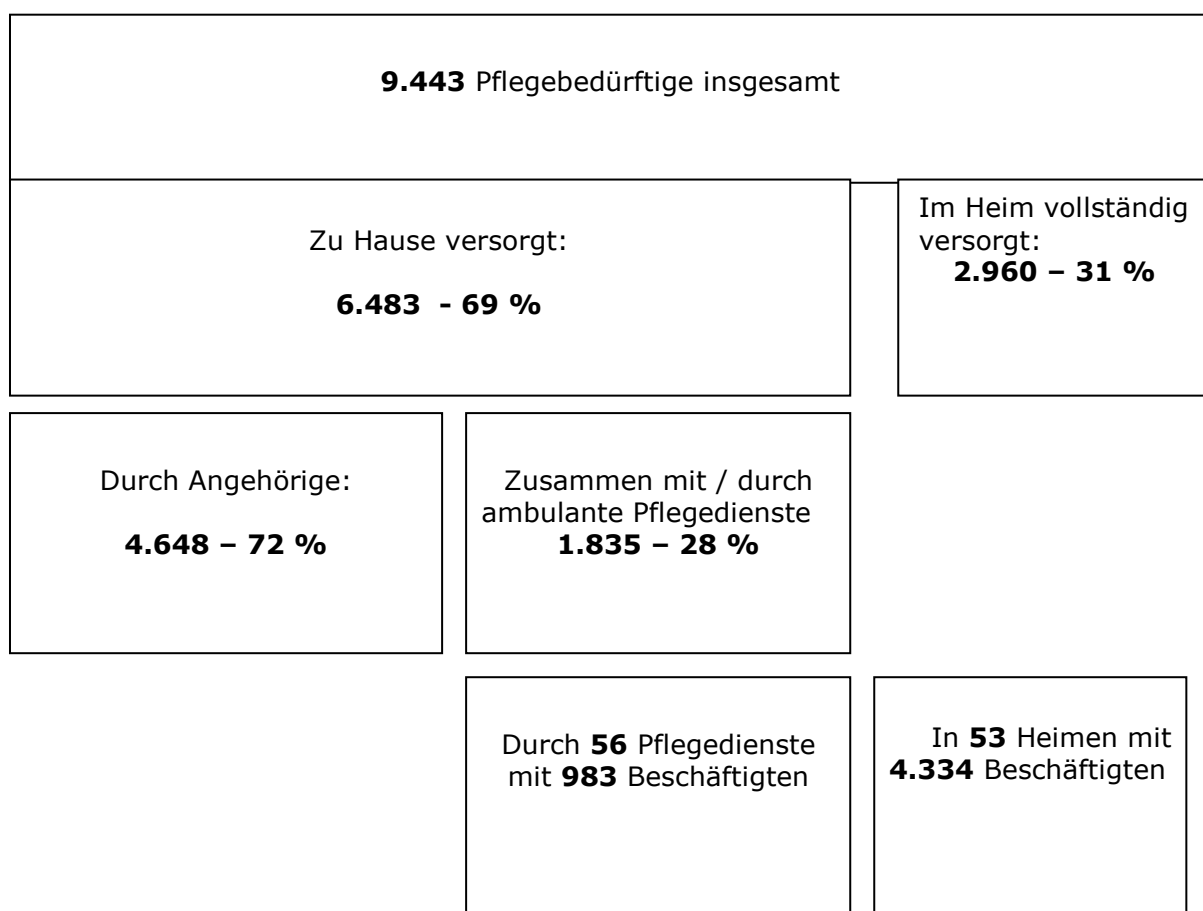 9.443 Pflegebedürftige insgesamt
Zu Hause versorgt:
6.483 - 69 %
Im Heim vollständig
versorgt:
2.960 – 31 %
Durch Angehörige:
4.648 – 72 %
Zusammen mit / durch
ambulante Pflegedienste
1.835 – 28 %
Durch 56 Pflegedienste
mit 983 Beschäftigten
In 53 Heimen mit
4.334 Beschäftigten